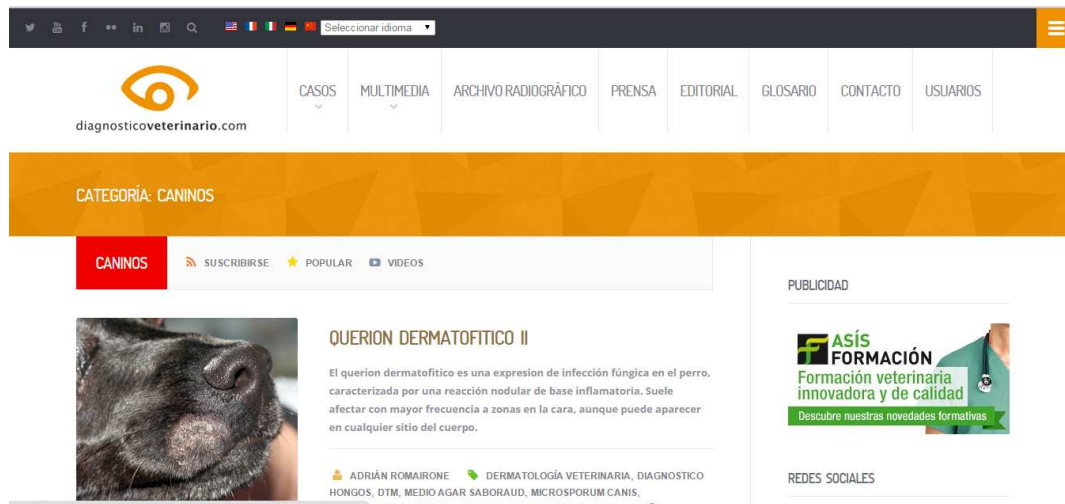 Seleccionar idioma
diagnosticoveterinario.com
CASOS
MULTIMEDIA
ARCHIVO RADIOGRÁFICO
PRENSA
EDITORIAL
GLOSARIO
CONTACTO
USUARIOS
CATEGORÍA: CANINOS
CANINOS
SUSCRIBIRSE
POPULAR
VIDEOS
QUERION DERMATOFITICO II
El querion dermatofitico es una expresion de infección fúngica en el perro,
caracterizada por una reacción nodular de base inflamatoria. Suele
afectar con mayor frecuencia a zonas en la cara, aunque puede aparecer
en cualquier sitio del cuerpo.
ADRIÁN ROMAIRONE
DERMATOLOGÍA VETERINARIA, DIAGNOSTICO
HONGOS, DTM, MEDIO AGAR SABORAUD, MICROSPORUM CANIS,
PUBLICIDAD
ASÍS
FORMACIÓN
Formación veterinaria
innovadora y de calidad
Descubre nuestras novedades formativas
REDES SOCIALES